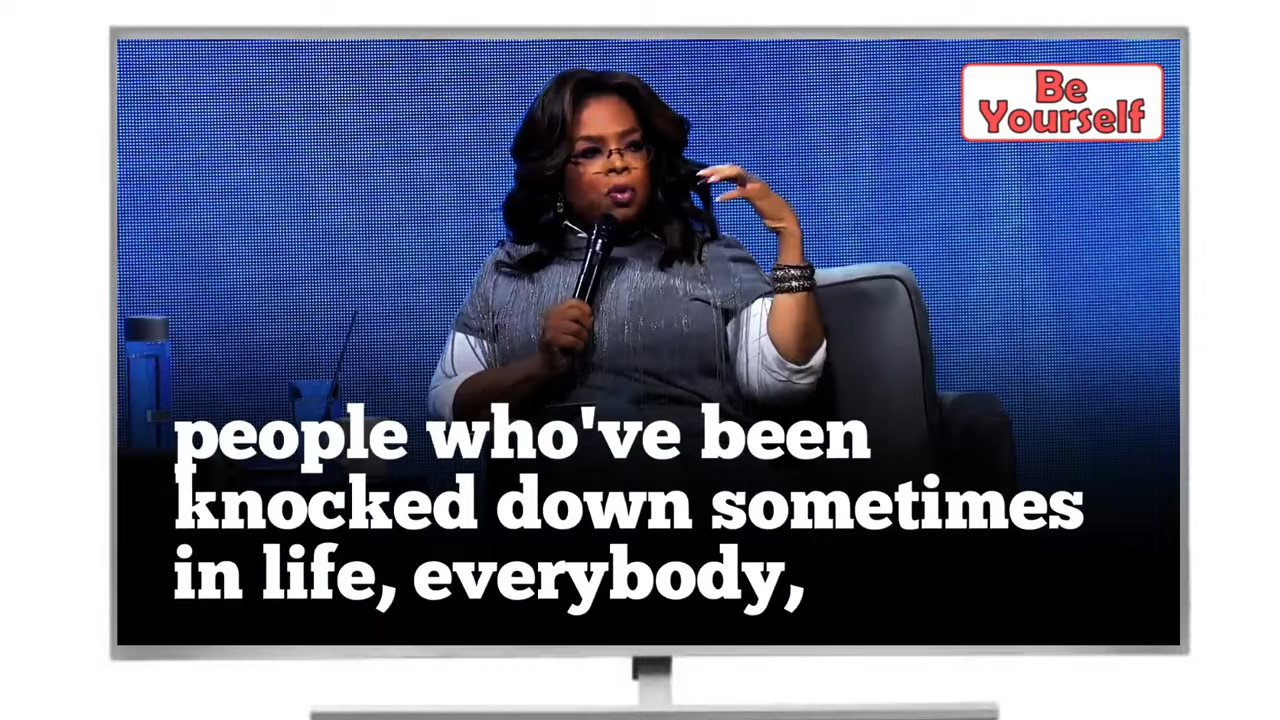 Be
Yourself
people who've been
knocked down sometimes
in life, everybody,